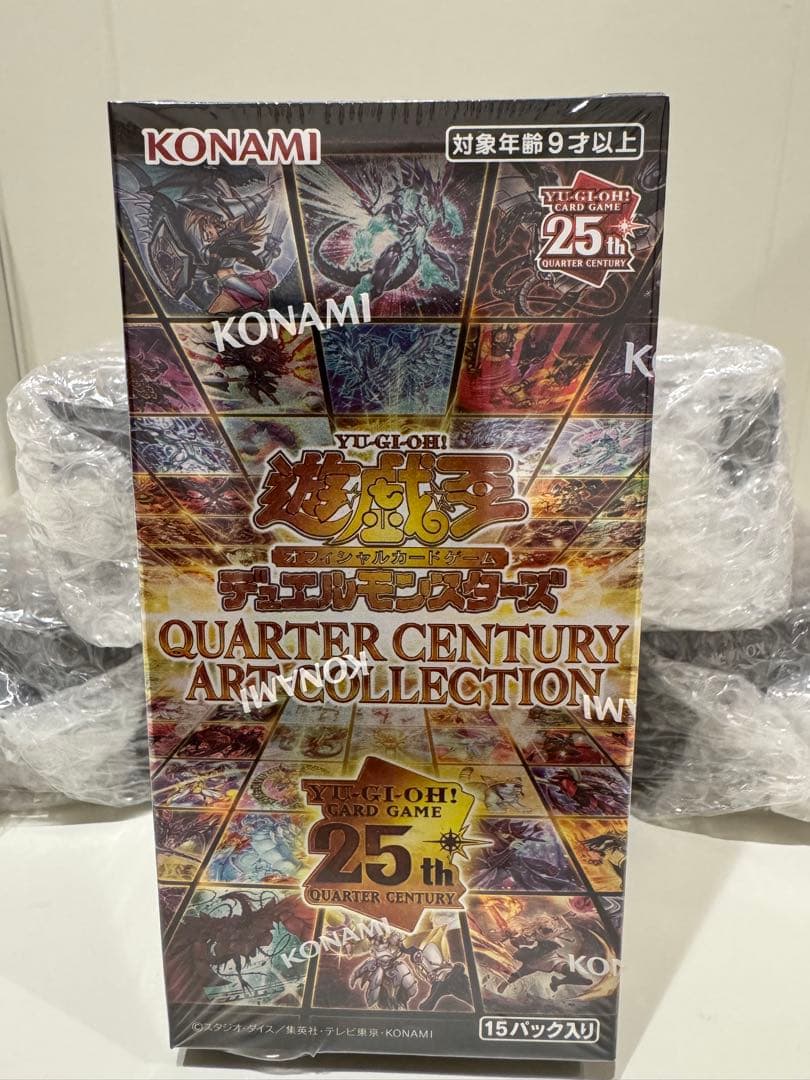 KONAMI
対象年齢9才以上
YU-GI-OH!
CARD GAME
25th
QUARTER CENTURY
KONAMI
K
YU-GI-OH!
遊戯王
オフィシャルカードゲーム
デュエルモンスターズ
QUARTER CENTURY
ART COLLECTION
KONAMI
AMI
YU-GI-OH!
CARD GAME
25th
QUARTER CENTURY
KONAMI
KON
©スタジオ・ダイス/集英社・テレビ東京・KONAMI
15パック入り